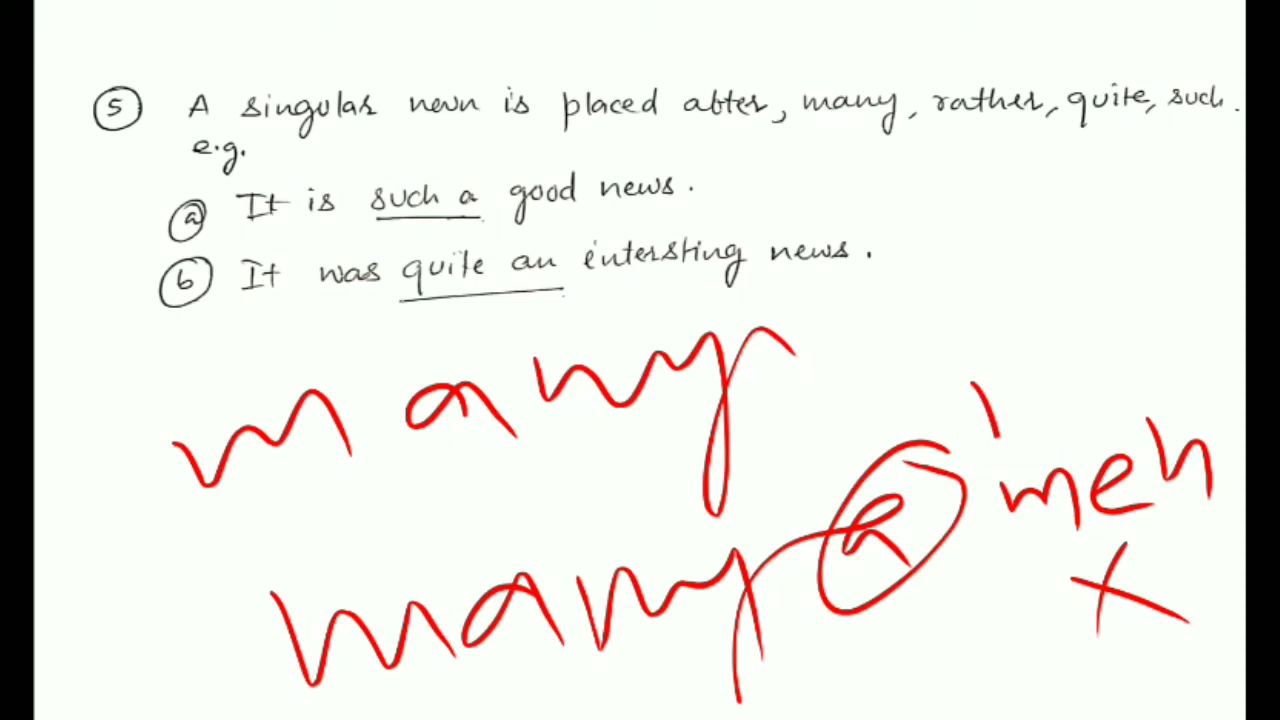 5 A singular noun is placed after, many, rather, quite, such.
e.g.
a It is such a good news.
b It was quite an intersting news.
many
many a men